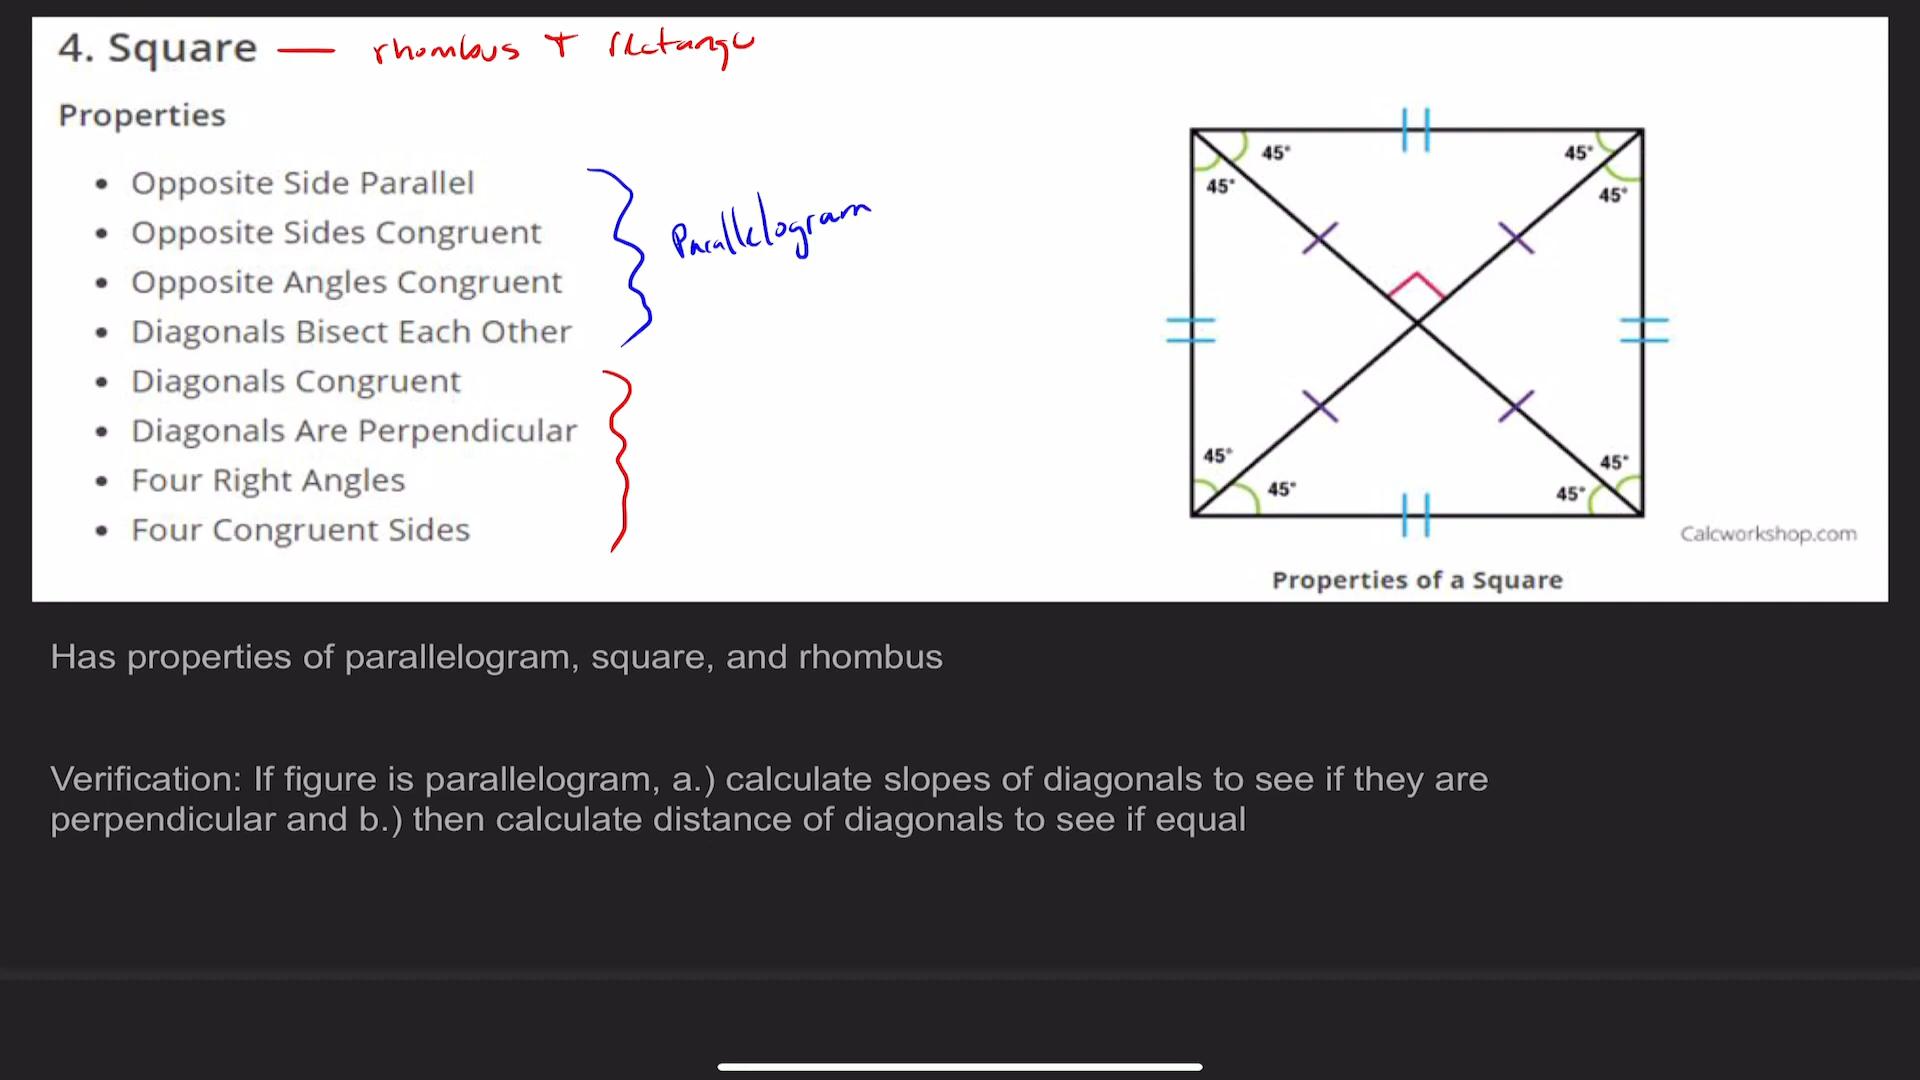 4. Square — rhombus + rectang
Properties
• Opposite Side Parallel
• Opposite Sides Congruent
• Opposite Angles Congruent
• Diagonals Bisect Each Other
• Diagonals Congruent
• Diagonals Are Perpendicular
• Four Right Angles
• Four Congruent Sides
Parallelogram
45° 45°
45° 45°
45° 45°
45° 45°
Calcworkshop.com
Properties of a Square
Has properties of parallelogram, square, and rhombus
Verification: If figure is parallelogram, a.) calculate slopes of diagonals to see if they are
perpendicular and b.) then calculate distance of diagonals to see if equal